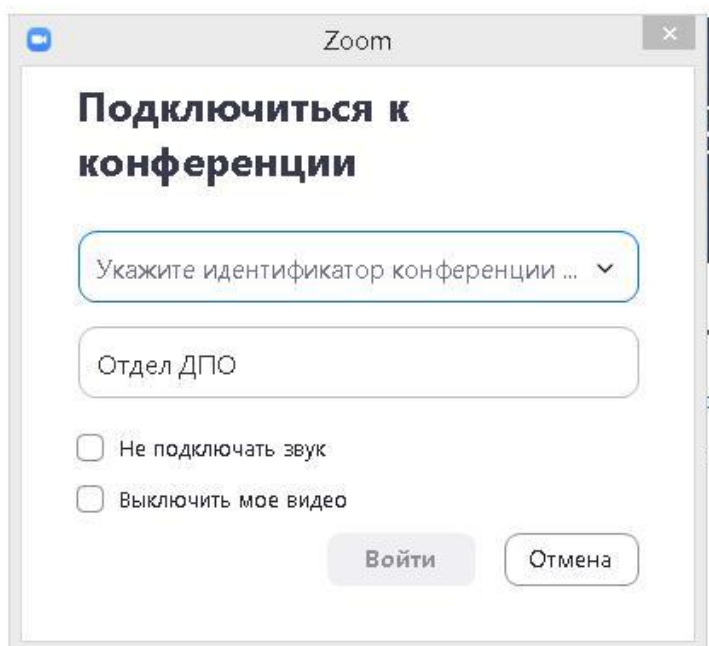 Zoom
Подключиться к
конференции
Укажите идентификатор конференции ...
Отдел ДПО
Не подключать звук
Выключить мое видео
Войти
Отмена